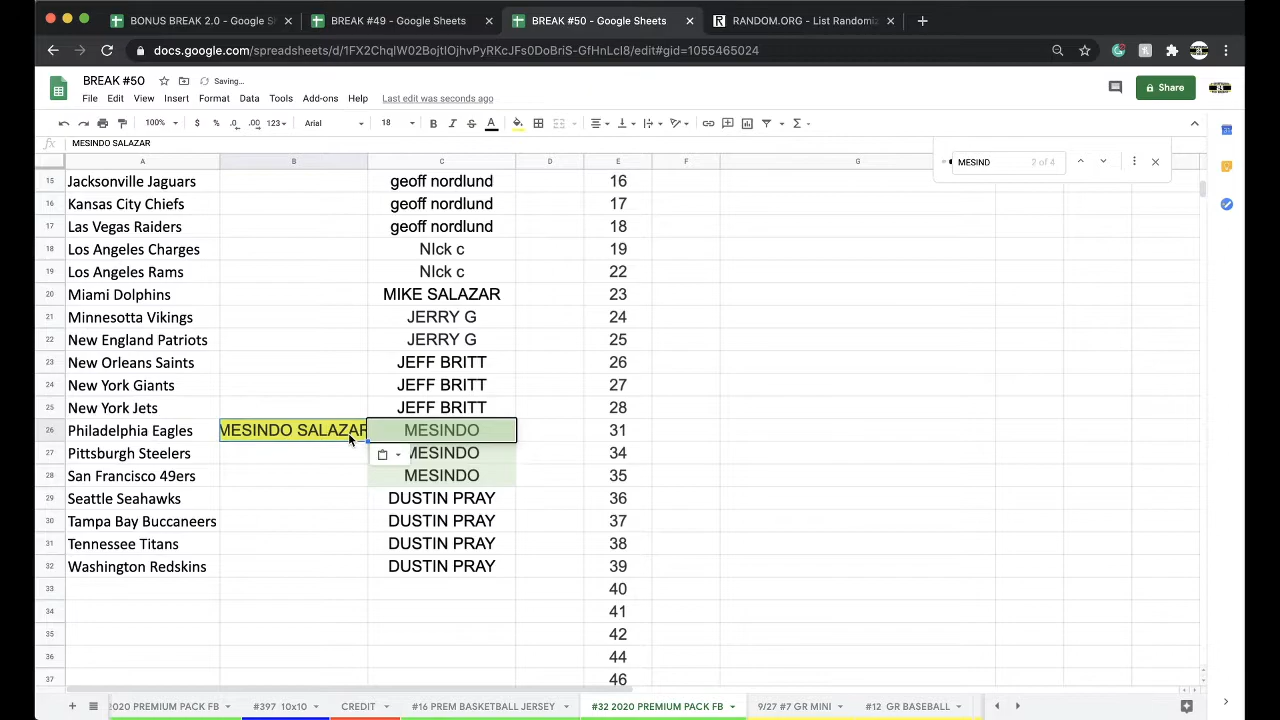 BONUS BREAK 2.0 - Google S
BREAK #49 - Google Sheets
BREAK #50 - Google Sheets
RANDOM.ORG - List Randomi
docs.google.com/spreadsheets/d/1FX2ChqlW02BojtIOjhvPyRKcJFs0DoBriS-GfHnLcI8/edit#gid=1055465024
BREAK #50
Saving...
File Edit View Insert Format Data Tools Add-ons Help Last edit was seconds ago
Share
100% $ % .0 .00 123 Arial 18 B I S A
fx MESINDO SALAZAR
MESIND 2 of 4
A B C D E F G
15 Jacksonville Jaguars geoff nordlund 16
16 Kansas City Chiefs geoff nordlund 17
17 Las Vegas Raiders geoff nordlund 18
18 Los Angeles Charges NIck c 19
19 Los Angeles Rams NIck c 22
20 Miami Dolphins MIKE SALAZAR 23
21 Minnesotta Vikings JERRY G 24
22 New England Patriots JERRY G 25
23 New Orleans Saints JEFF BRITT 26
24 New York Giants JEFF BRITT 27
25 New York Jets JEFF BRITT 28
26 Philadelphia Eagles MESINDO SALAZAR MESINDO 31
27 Pittsburgh Steelers MESINDO 34
28 San Francisco 49ers MESINDO 35
29 Seattle Seahawks DUSTIN PRAY 36
30 Tampa Bay Buccaneers DUSTIN PRAY 37
31 Tennessee Titans DUSTIN PRAY 38
32 Washington Redskins DUSTIN PRAY 39
33 40
34 41
35 42
36 44
37 46
2020 PREMIUM PACK FB #397 10x10 CREDIT #16 PREM BASKETBALL JERSEY #32 2020 PREMIUM PACK FB 9/27 #7 GR MINI #12 GR BASEBALL